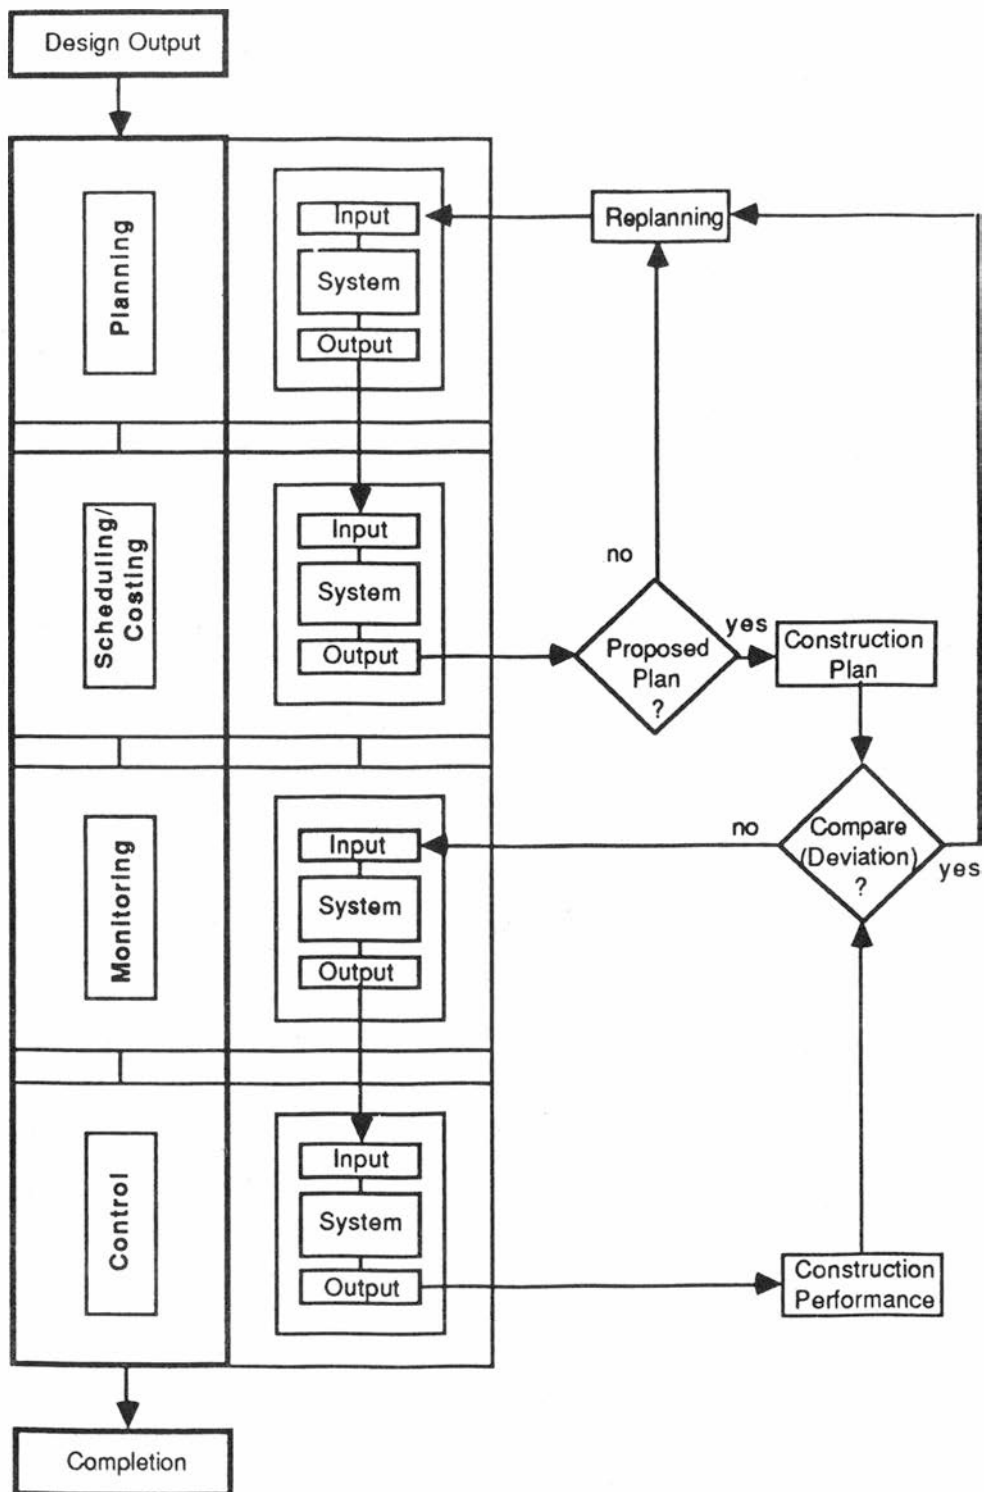 Design Output
Planning
Input
System
Output
Replanning
Scheduling/
Costing
Input
System
Output
no
Proposed
Plan
?
yes
Construction
Plan
Monitoring
Input
System
Output
no
Compare
(Deviation)
?
yes
Control
Input
System
Output
Construction
Performance
Completion